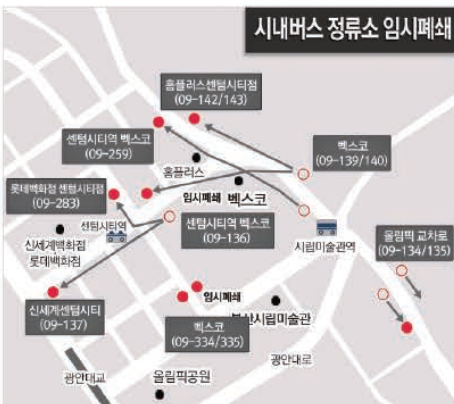 시내버스 정류소 임시폐쇄
홈플러스센텀시티점
(09-142/143)
센텀시티역 벡스코
(09-259)
벡스코
(09-139/140)
홈플러스
롯데백화점 센텀시티점
(09-283)
임시폐쇄 벡스코
센텀시티역
센텀시티역 벡스코
(09-136)
신세계백화점
롯데백화점
시립미술관역
올림픽 교차로
(09-134/135)
신세계센텀시티
(09-137)
임시폐쇄
부산시립미술관
벡스코
(09-334/335)
광안대로
광안대교
올림픽공원